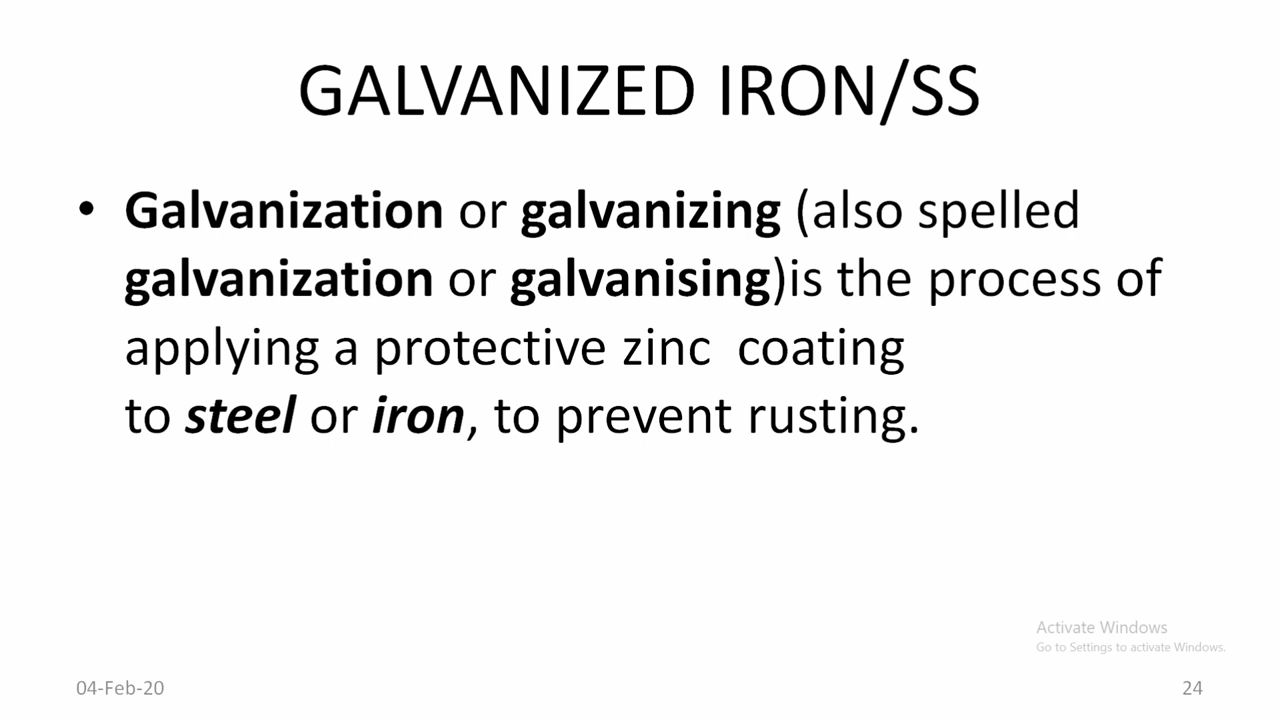 GALVANIZED IRON/SS
• Galvanization or galvanizing (also spelled
galvanization or galvanising)is the process of
applying a protective zinc  coating
to steel or iron, to prevent rusting.
Activate Windows
Go to Settings to activate Windows.
04-Feb-20
24